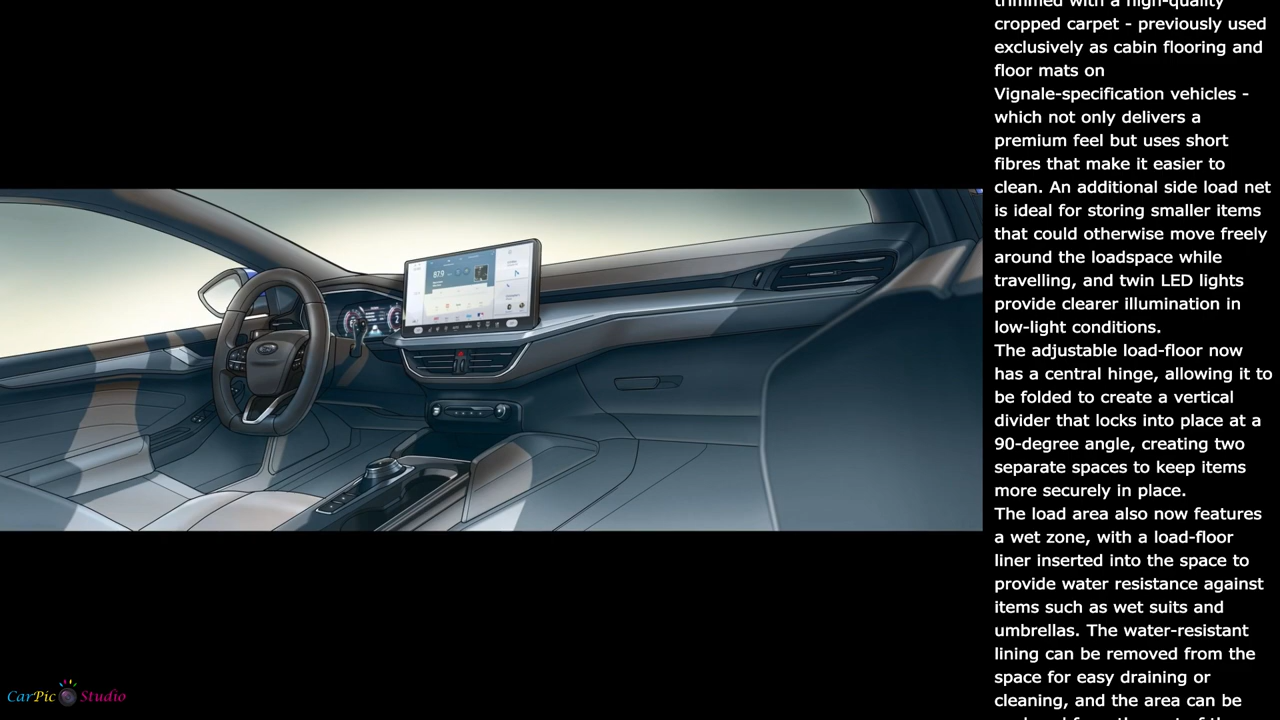 trimmed with a high-quality
cropped carpet - previously used
exclusively as cabin flooring and
floor mats on
Vignale-specification vehicles -
which not only delivers a
premium feel but uses short
fibres that make it easier to
clean. An additional side load net
is ideal for storing smaller items
that could otherwise move freely
around the loadspace while
travelling, and twin LED lights
provide clearer illumination in
low-light conditions.
The adjustable load-floor now
has a central hinge, allowing it to
be folded to create a vertical
divider that locks into place at a
90-degree angle, creating two
separate spaces to keep items
more securely in place.
The load area also now features
a wet zone, with a load-floor
liner inserted into the space to
provide water resistance against
items such as wet suits and
umbrellas. The water-resistant
lining can be removed from the
space for easy draining or
cleaning, and the area can be
87.9
Ford
CarPic Studio